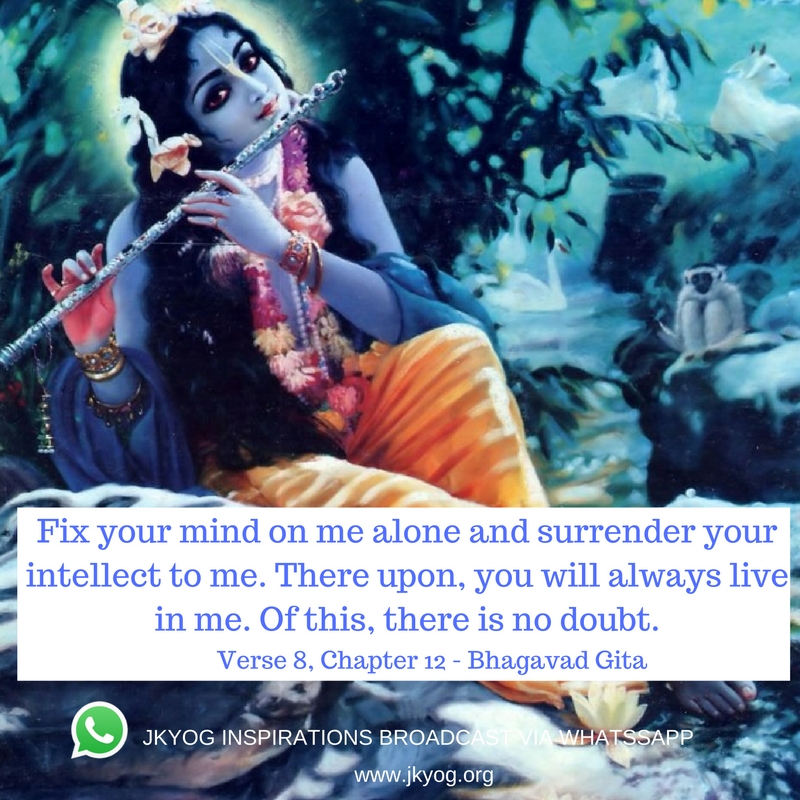 Fix your mind on me alone and surrender your
intellect to me. There upon, you will always live
in me. Of this, there is no doubt.
Verse 8, Chapter 12 - Bhagavad Gita
JKYOG INSPIRATIONS BROADCAST VIA WHATSSAPP
www.jkyog.org